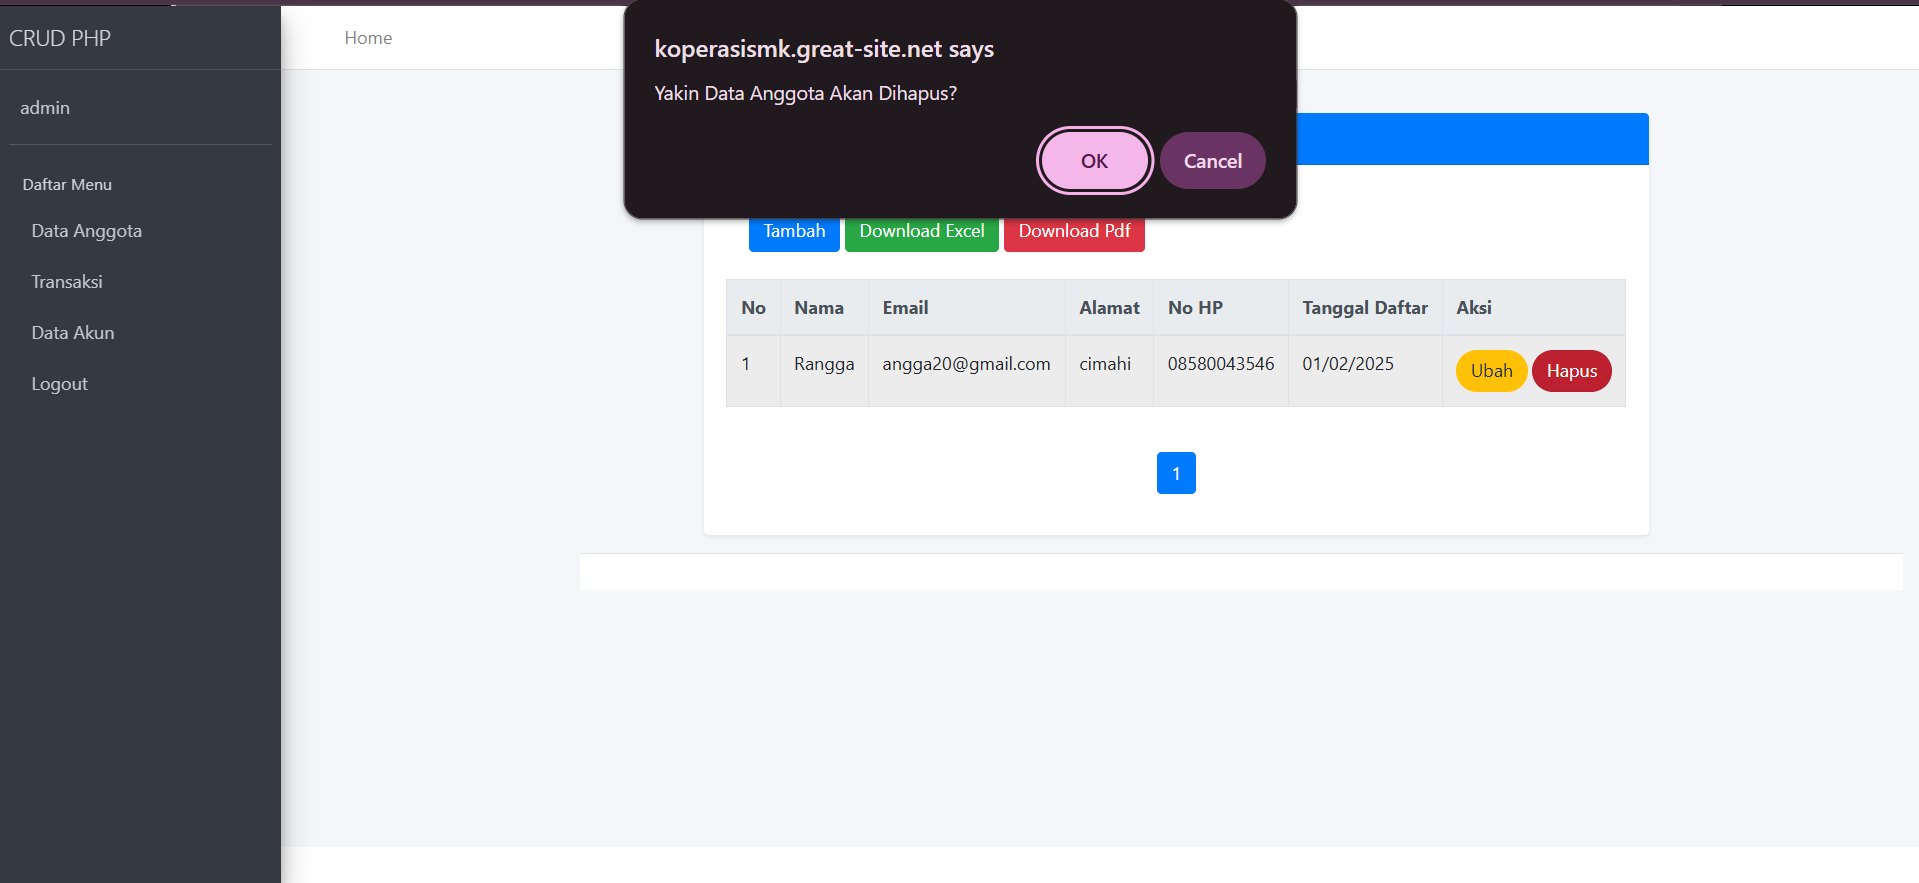 CRUD PHP
Home
admin
Daftar Menu
Data Anggota
Transaksi
Data Akun
Logout
koperasismk.great-site.net says
Yakin Data Anggota Akan Dihapus?
OK Cancel
Tambah Download Excel Download Pdf
No Nama Email Alamat No HP Tanggal Daftar Aksi
1 Rangga angga20@gmail.com cimahi 08580043546 01/02/2025 Ubah Hapus
1